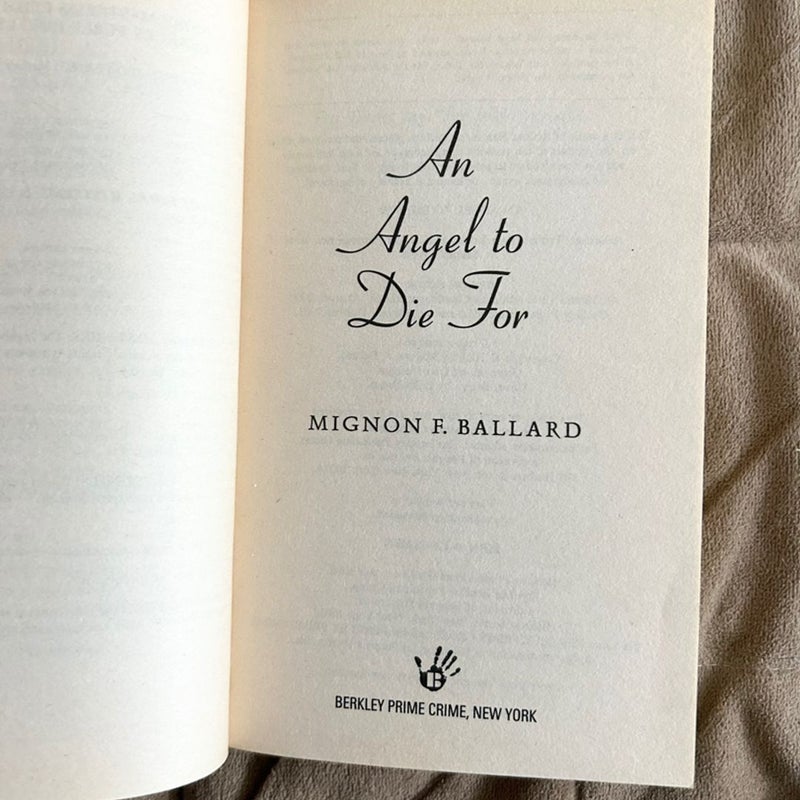 An
Angel to
Die For
MIGNON F. BALLARD
BERKLEY PRIME CRIME, NEW YORK